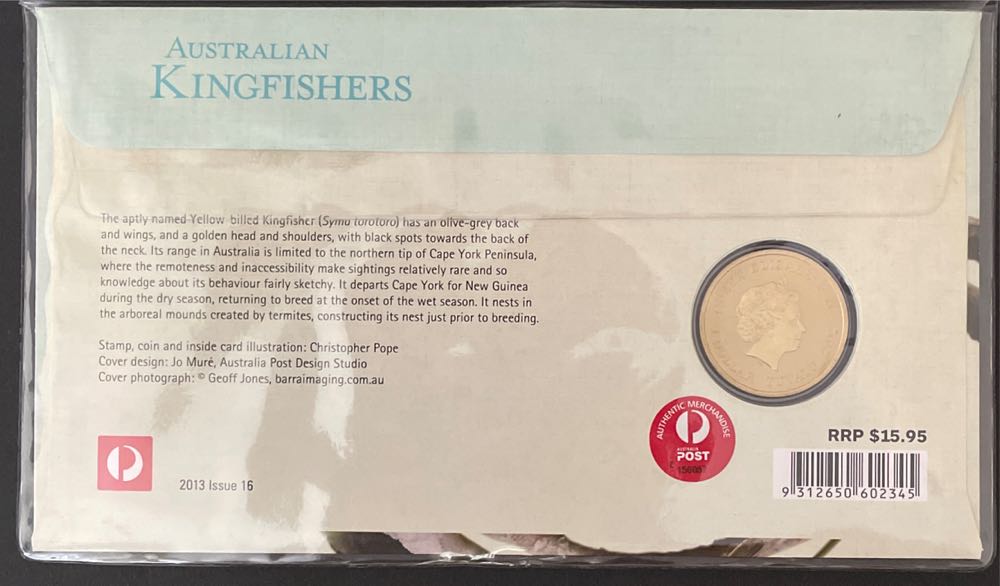 AUSTRALIAN
KINGFISHERS
The aptly named Yellow billed Kingfisher (Syma torotoro) has an olive-grey back
and wings, and a golden head and shoulders, with black spots towards the back of
the neck. Its range in Australia is limited to the northern tip of Cape York Peninsula,
where the remoteness and inaccessibility make sightings relatively rare and so
knowledge about its behaviour fairly sketchy. It departs Cape York for New Guinea
during the dry season, returning to breed at the onset of the wet season. It nests in
the arboreal mounds created by termites, constructing its nest just prior to breeding.
Stamp, coin and inside card illustration: Christopher Pope
Cover design: Jo Muré, Australia Post Design Studio
Cover photograph: © Geoff Jones, barraimaging.com.au
2013 Issue 16
AUTHENTIC MERCHANDISE
AUSTRALIA
POST
RRP $15.95
9 312650 602345